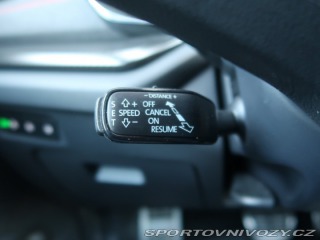 − DISTANCE +
S + OFF
E SPEED CANCEL
T − ON
RESUME
SPORTOVNIVOZY.CZ